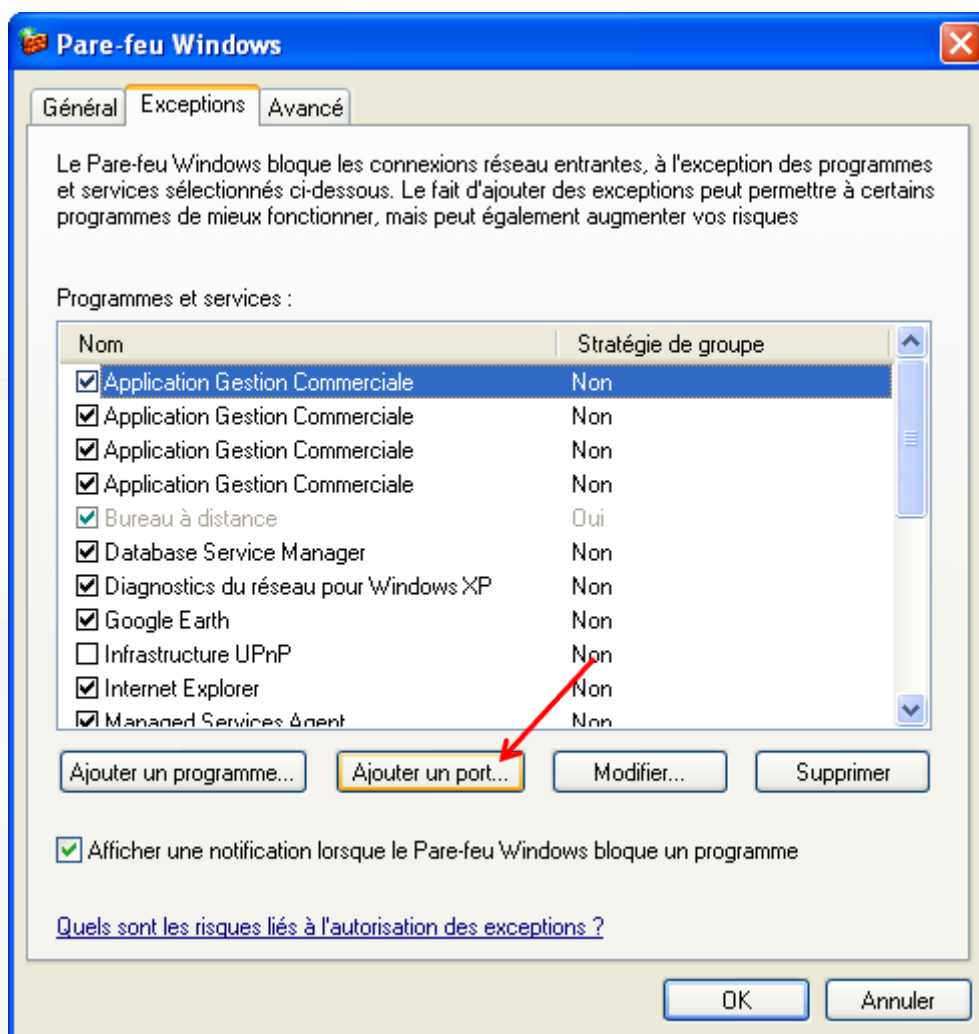 Pare-feu Windows
Général Exceptions Avancé
Le Pare-feu Windows bloque les connexions réseau entrantes, à l'exception des programmes
et services sélectionnés ci-dessous. Le fait d'ajouter des exceptions peut permettre à certains
programmes de mieux fonctionner, mais peut également augmenter vos risques
Programmes et services :
Nom Stratégie de groupe
Application Gestion Commerciale Non
Application Gestion Commerciale Non
Application Gestion Commerciale Non
Application Gestion Commerciale Non
Bureau à distance Oui
Database Service Manager Non
Diagnostics du réseau pour Windows XP Non
Google Earth Non
Infrastructure UPnP Non
Internet Explorer Non
Managed Services Agent Non
Ajouter un programme... Ajouter un port... Modifier... Supprimer
Afficher une notification lorsque le Pare-feu Windows bloque un programme
Quels sont les risques liés à l'autorisation des exceptions ?
OK Annuler